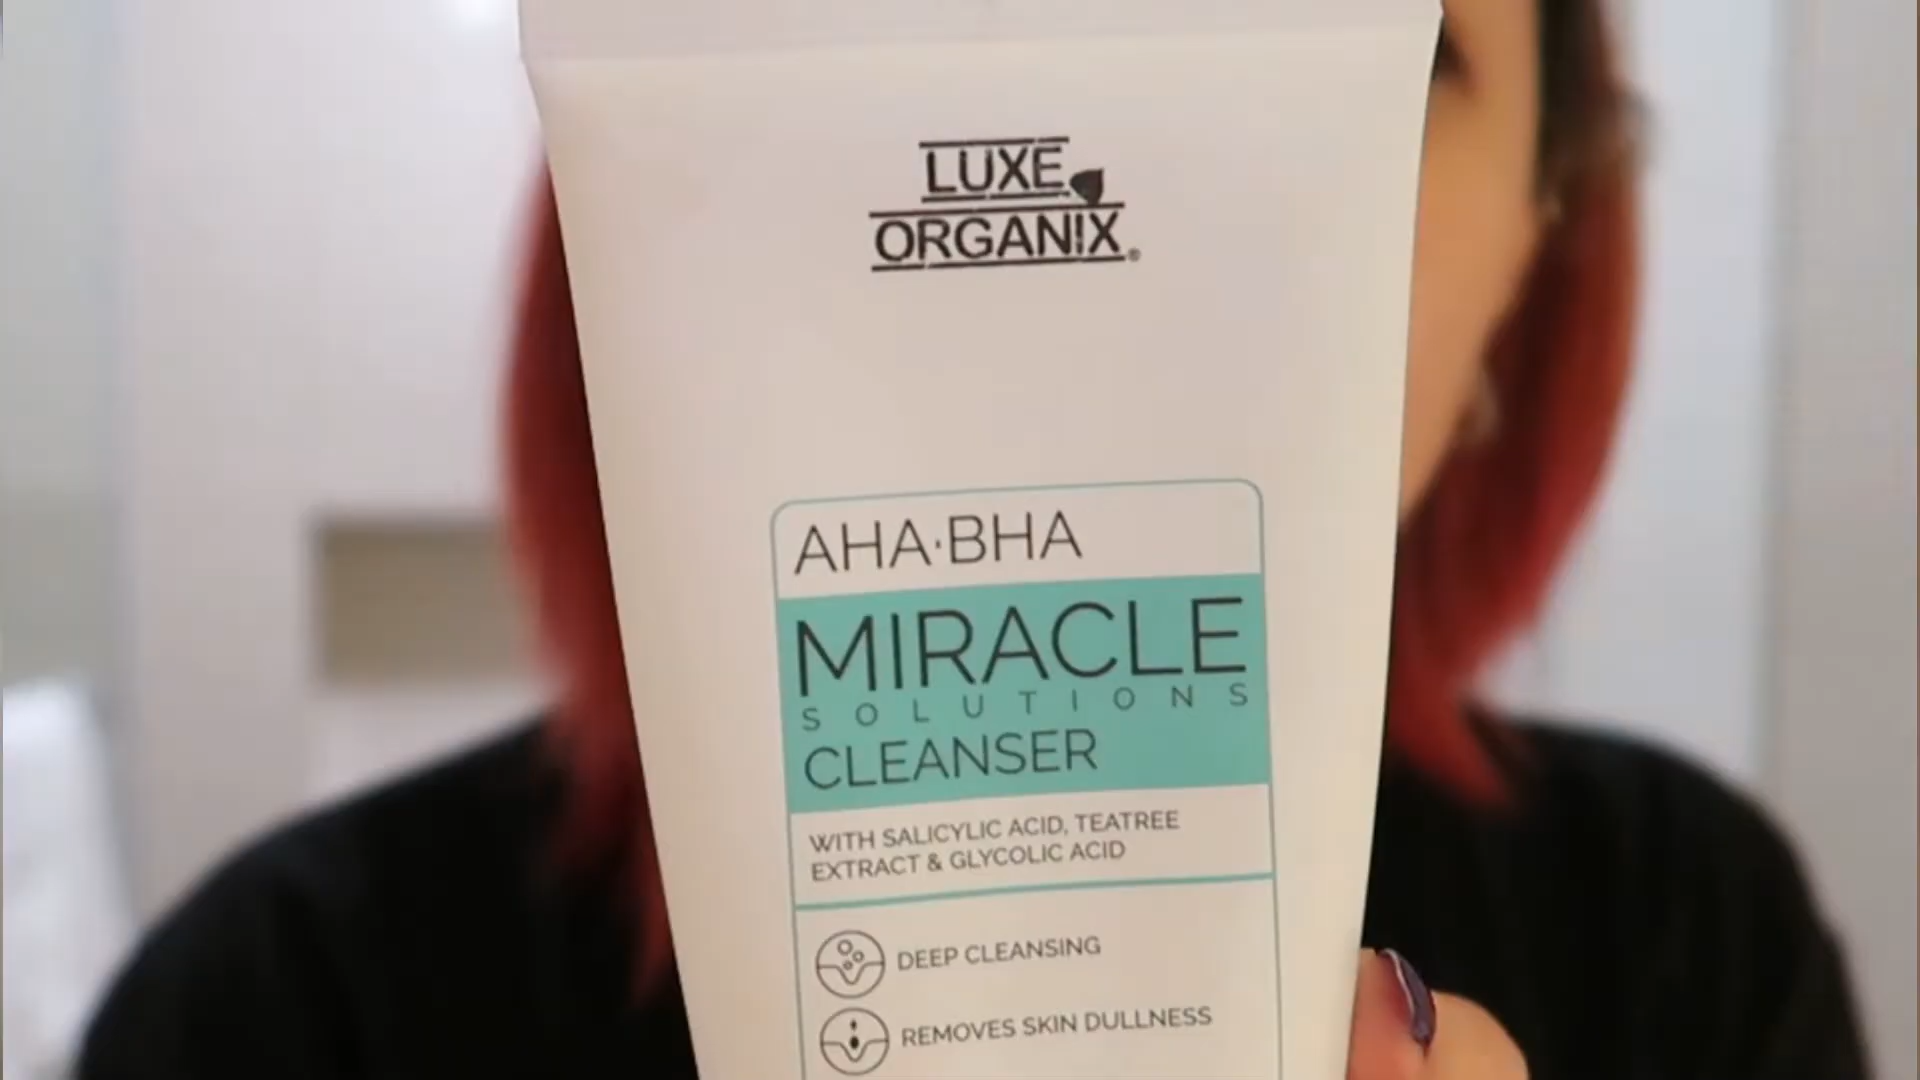 LUXE
ORGANIX®
AHA·BHA
MIRACLE
SOLUTIONS
CLEANSER
WITH SALICYLIC ACID, TEATREE
EXTRACT & GLYCOLIC ACID
DEEP CLEANSING
REMOVES SKIN DULLNESS